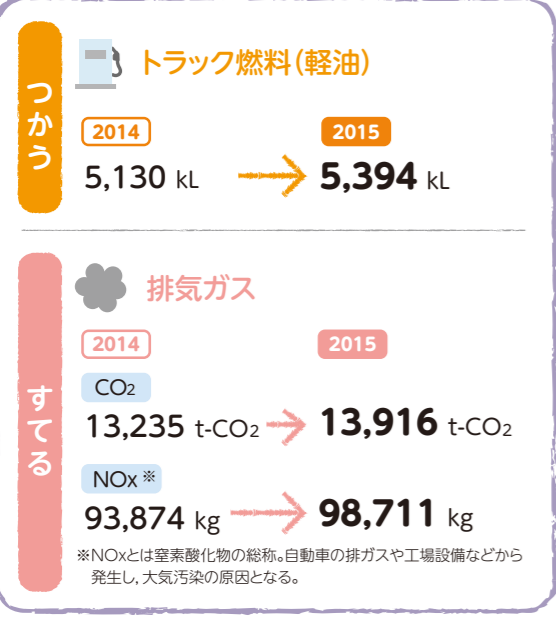 つかう
トラック燃料（軽油）
2014 2015
5,130 kL 5,394 kL
すてる
排気ガス
2014 2015
CO2
13,235 t-CO2 13,916 t-CO2
NOx※
93,874 kg 98,711 kg
※NOxとは窒素酸化物の総称。自動車の排ガスや工場設備などから
発生し，大気汚染の原因となる。